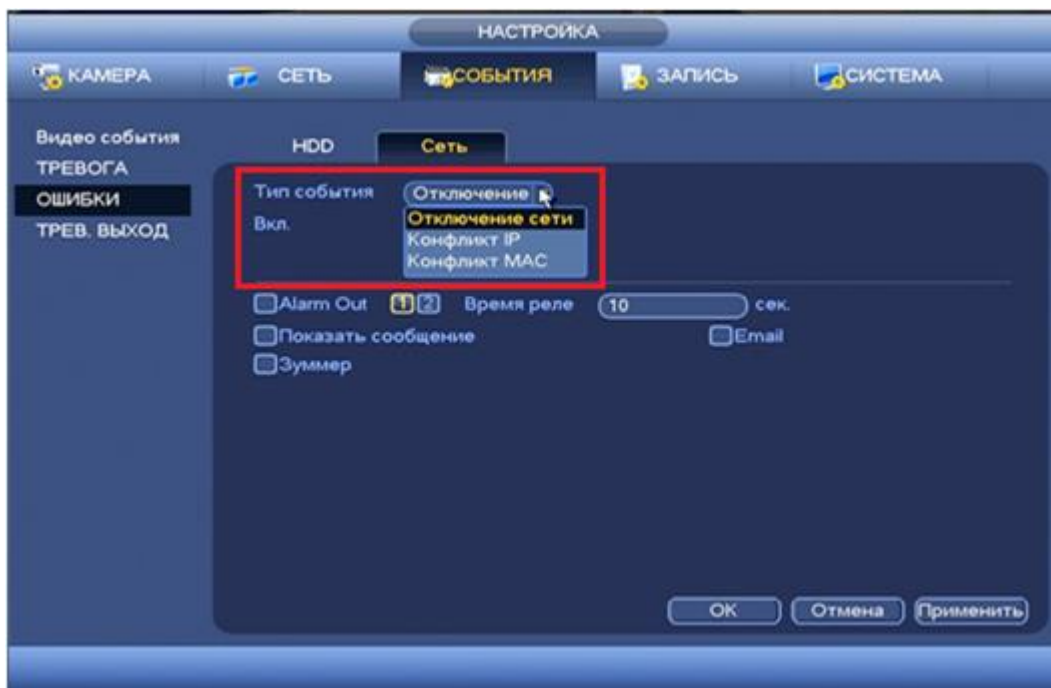 НАСТРОЙКА
КАМЕРА СЕТЬ СОБЫТИЯ ЗАПИСЬ СИСТЕМА
Видео события
ТРЕВОГА
ОШИБКИ
ТРЕВ. ВЫХОД
HDD Сеть
Тип события Отключение
Вкл. Отключение сети
Конфликт IP
Конфликт MAC
Alarm Out 1 2 Время реле 10 сек.
Показать сообщение Email
Зуммер
OK Отмена Применить